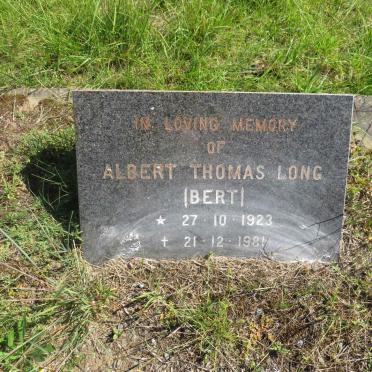 IN LOVING MEMORY
OF
ALBERT THOMAS LONG
(BERT)
★ 27·10·1923
✝ 21·12·1981